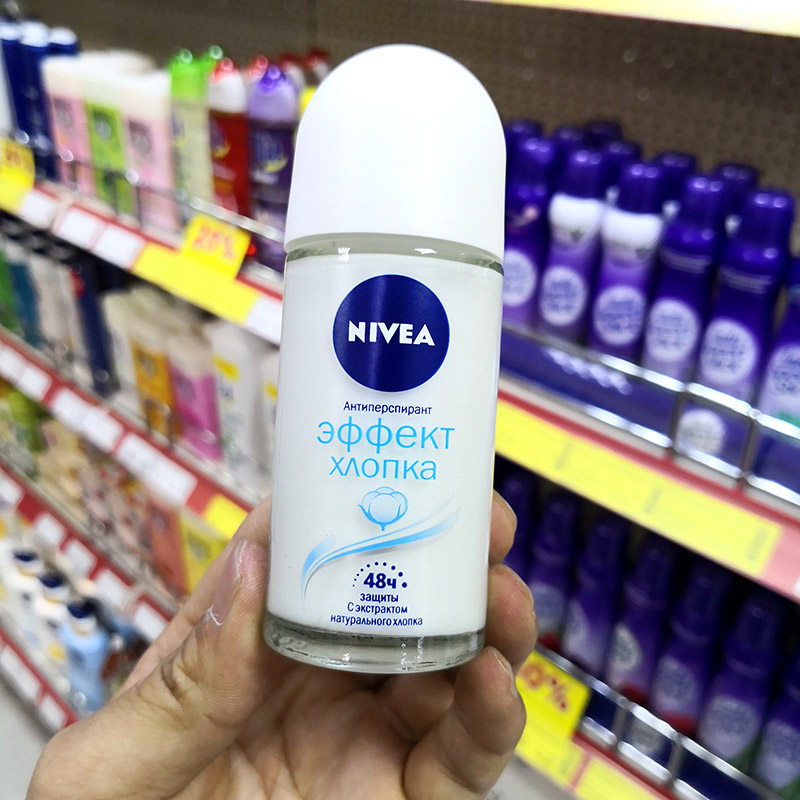 NIVEA
Антиперспирант
эффект
хлопка
48ч
защиты
С экстрактом
натурального хлопка
20%